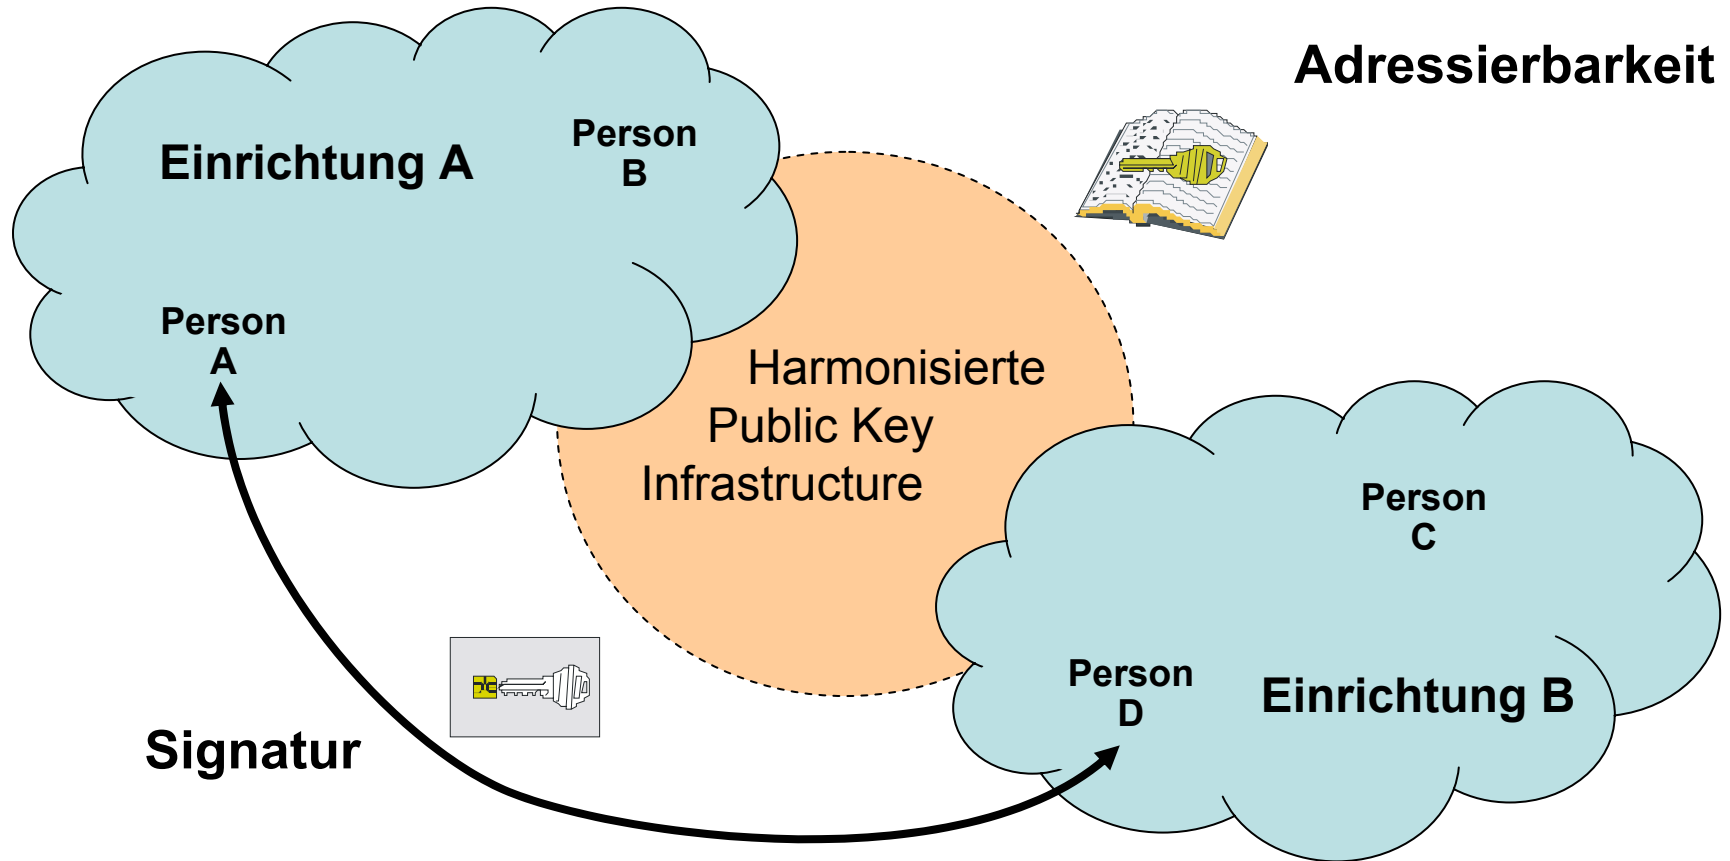 Adressierbarkeit
Einrichtung A
Person
B
Person
A
Harmonisierte
Public Key
Infrastructure
Person
C
Person
D
Einrichtung B
Signatur